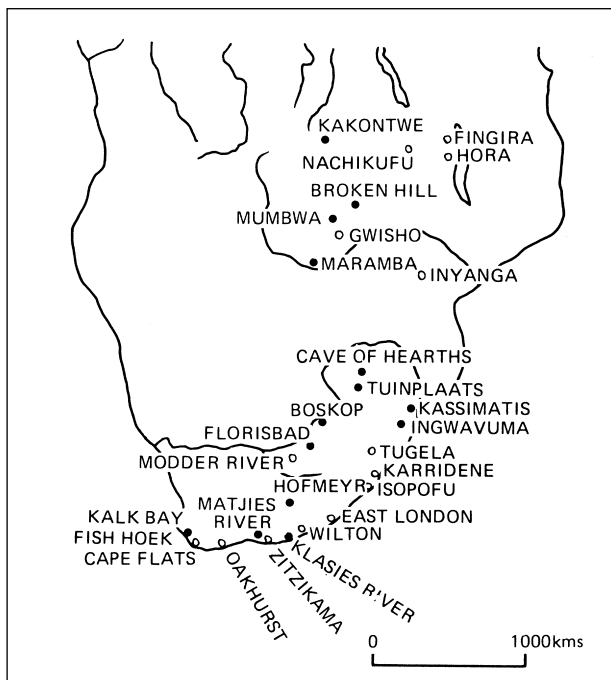 KAKONTWE
FINGIRA
NACHIKUFU
HORA
BROKEN HILL
MUMBWA
GWISHO
MARAMBA
INYANGA
CAVE OF HEARTHS
TUINPLAATS
BOSKOP
KASSIMATIS
FLORISBAD
INGWAVUMA
MODDER RIVER
TUGELA
KARRIDENE
HOFMEYR
ISOPOFU
MATJIES
RIVER
KALK BAY
EAST LONDON
FISH HOEK
WILTON
CAPE FLATS
OAKHURST
ZITZIKAMA
KLASIES RIVER
0 1000kms